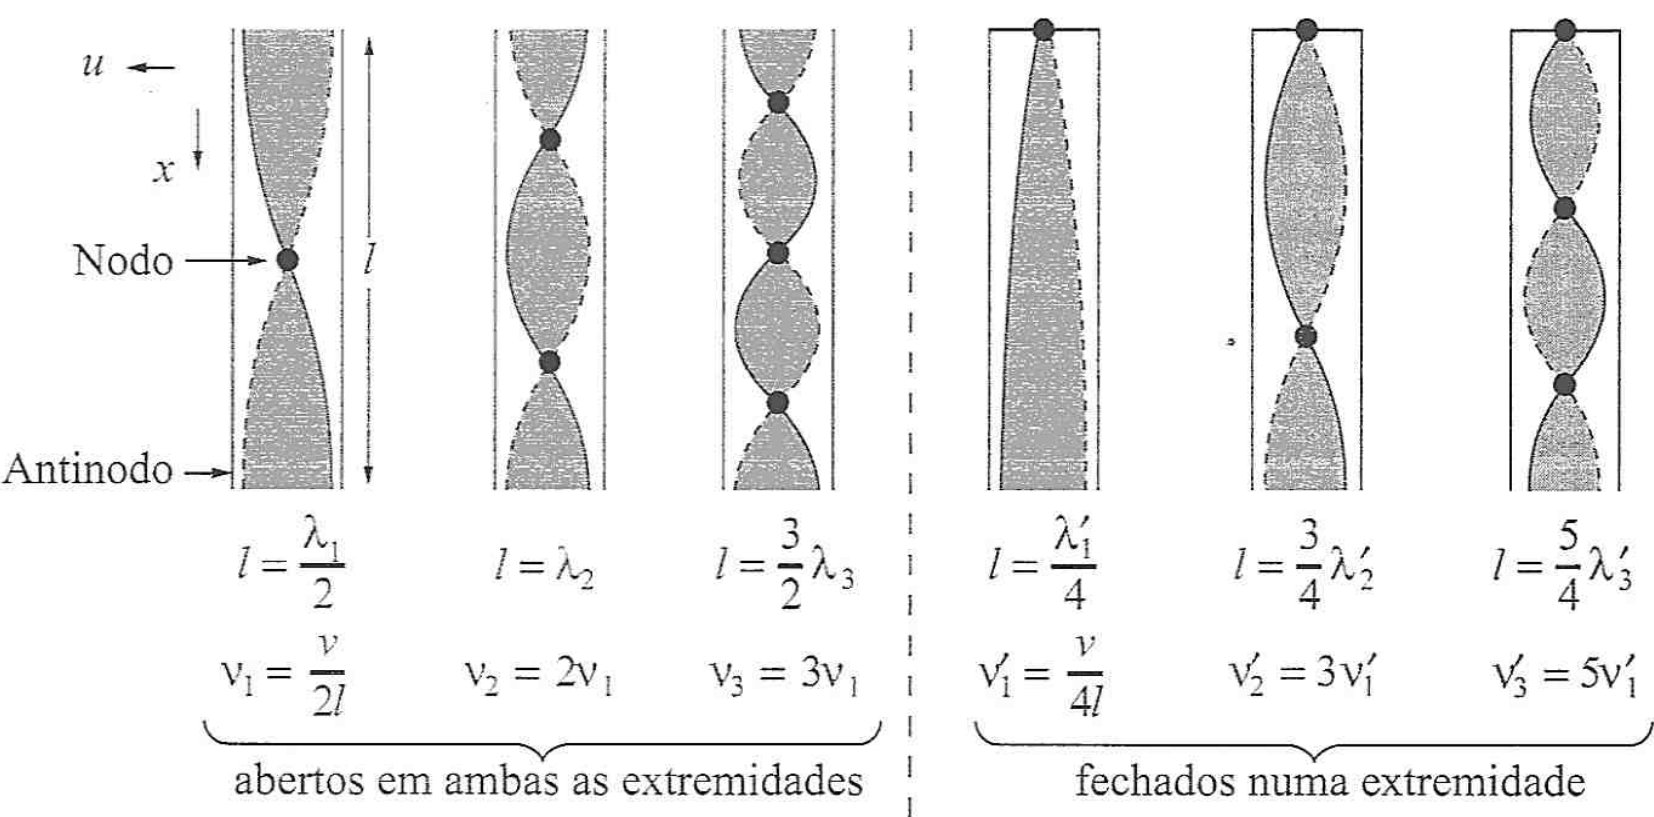 u
x
Nodo
l
Antinodo
l = λ₁/2
l = λ₂
l = 3/2 λ₃
l = λ′₁/4
l = 3/4 λ′₂
l = 5/4 λ′₃
ν₁ = v/2l
ν₂ = 2ν₁
ν₃ = 3ν₁
ν′₁ = v/4l
ν′₂ = 3ν′₁
ν′₃ = 5ν′₁
abertos em ambas as extremidades
fechados numa extremidade